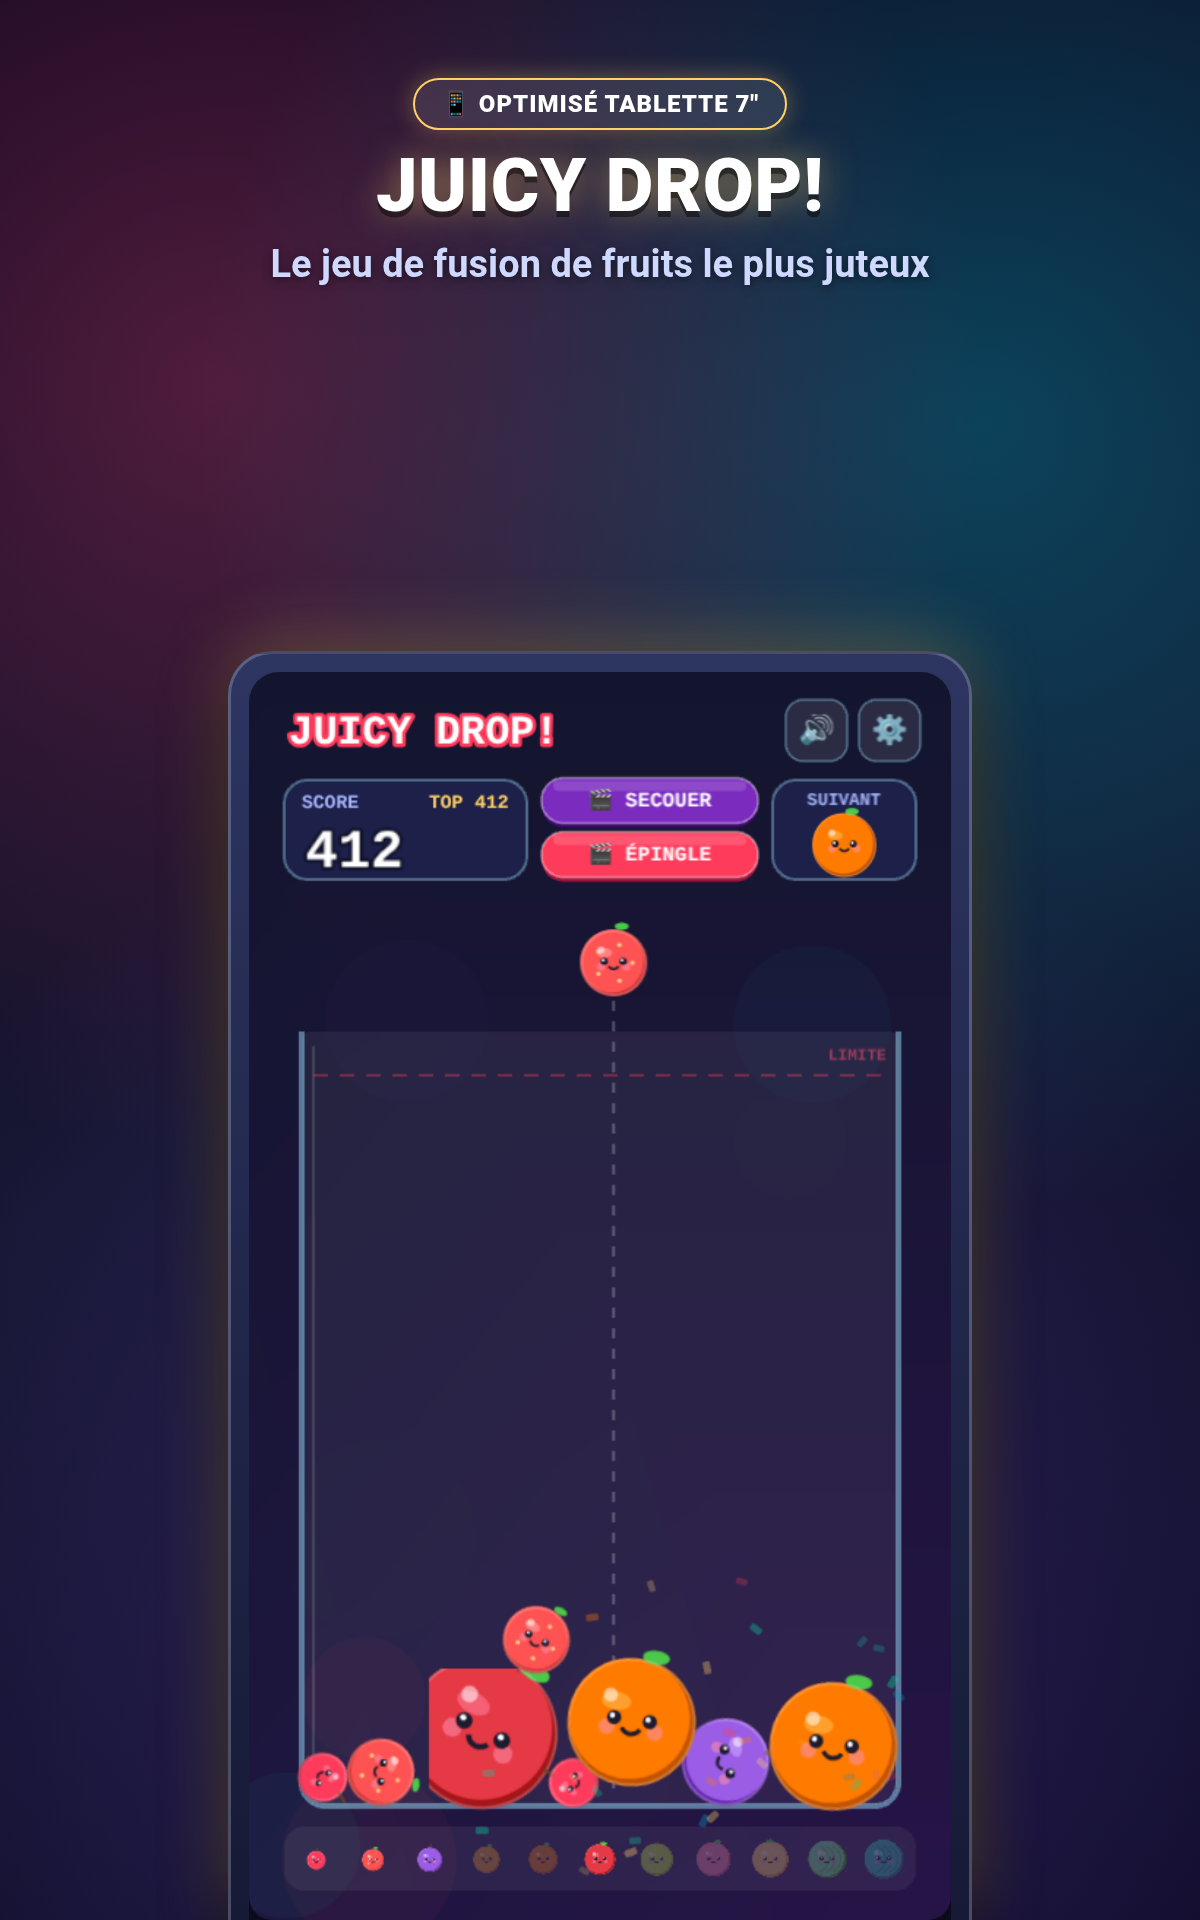 OPTIMISÉ TABLETTE 7"
JUICY DROP!
Le jeu de fusion de fruits le plus juteux
JUICY DROP!
SCORE TOP 412
412
SECOUER
ÉPINGLE
SUIVANT
LIMITE